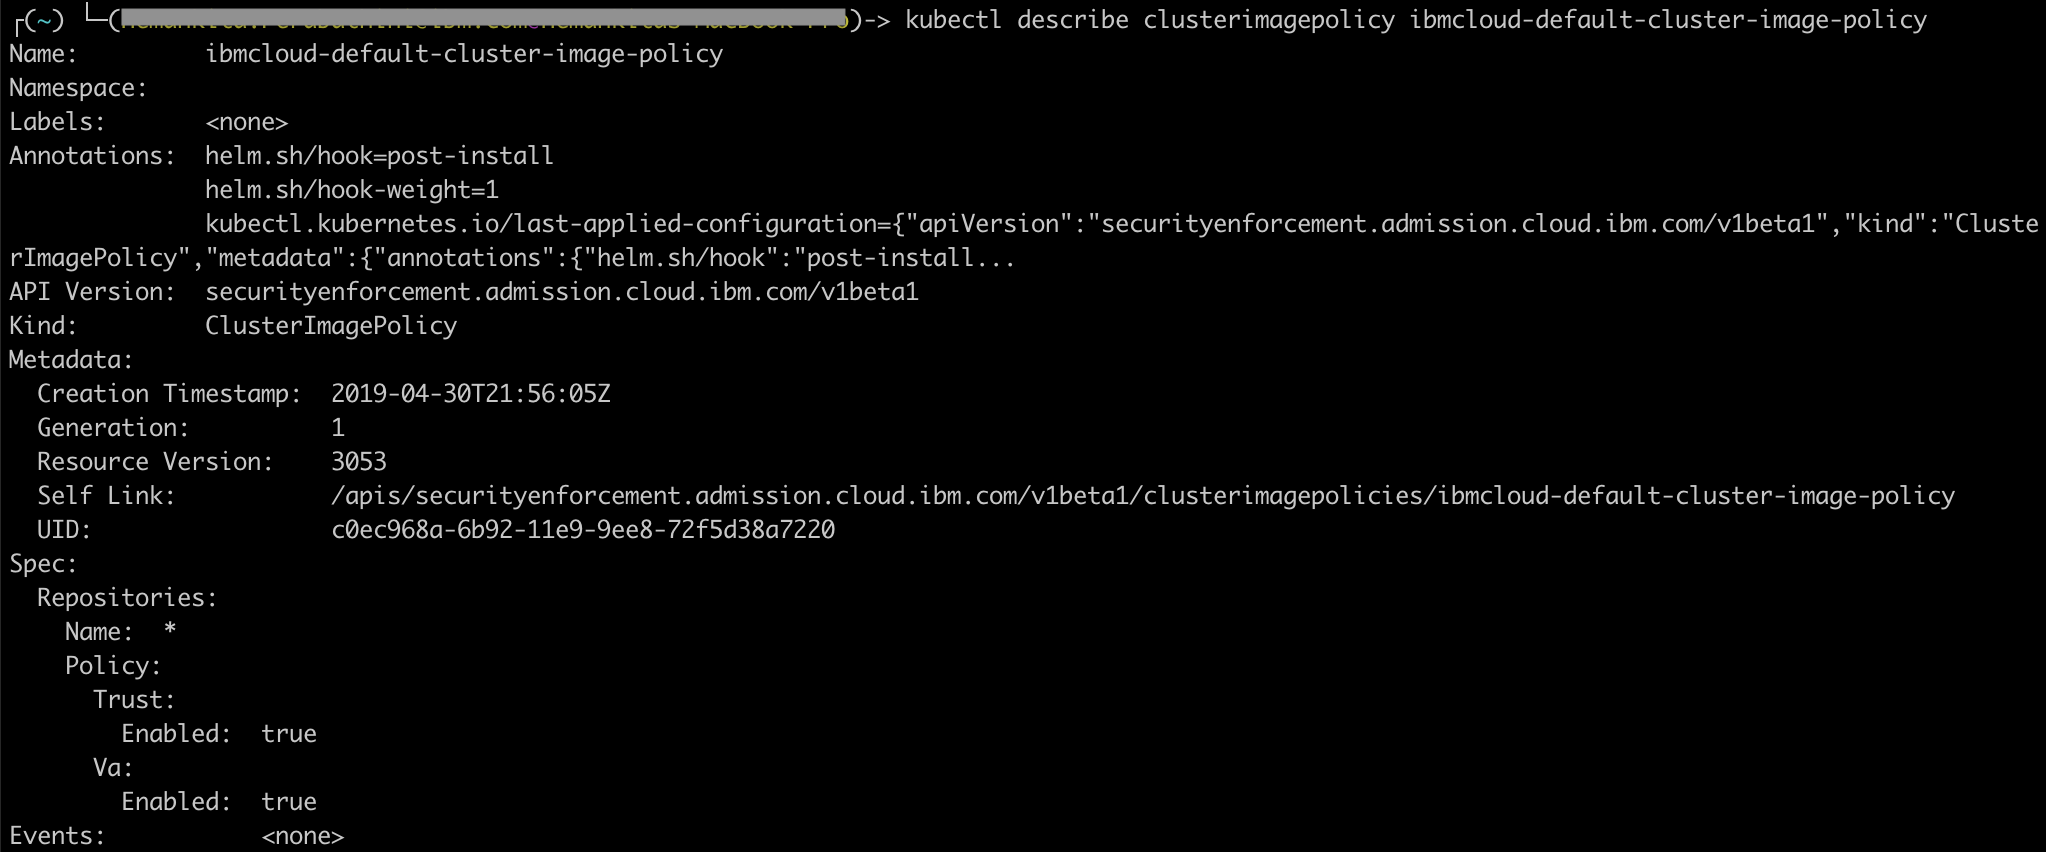 ┌(~) └─( )-> kubectl describe clusterimagepolicy ibmcloud-default-cluster-image-policy
Name:         ibmcloud-default-cluster-image-policy
Namespace:
Labels:       <none>
Annotations:  helm.sh/hook=post-install
              helm.sh/hook-weight=1
              kubectl.kubernetes.io/last-applied-configuration={"apiVersion":"securityenforcement.admission.cloud.ibm.com/v1beta1","kind":"Cluste
rImagePolicy","metadata":{"annotations":{"helm.sh/hook":"post-install...
API Version:  securityenforcement.admission.cloud.ibm.com/v1beta1
Kind:         ClusterImagePolicy
Metadata:
  Creation Timestamp:  2019-04-30T21:56:05Z
  Generation:          1
  Resource Version:    3053
  Self Link:           /apis/securityenforcement.admission.cloud.ibm.com/v1beta1/clusterimagepolicies/ibmcloud-default-cluster-image-policy
  UID:                 c0ec968a-6b92-11e9-9ee8-72f5d38a7220
Spec:
  Repositories:
    Name:  *
    Policy:
      Trust:
        Enabled:  true
      Va:
        Enabled:  true
Events:           <none>